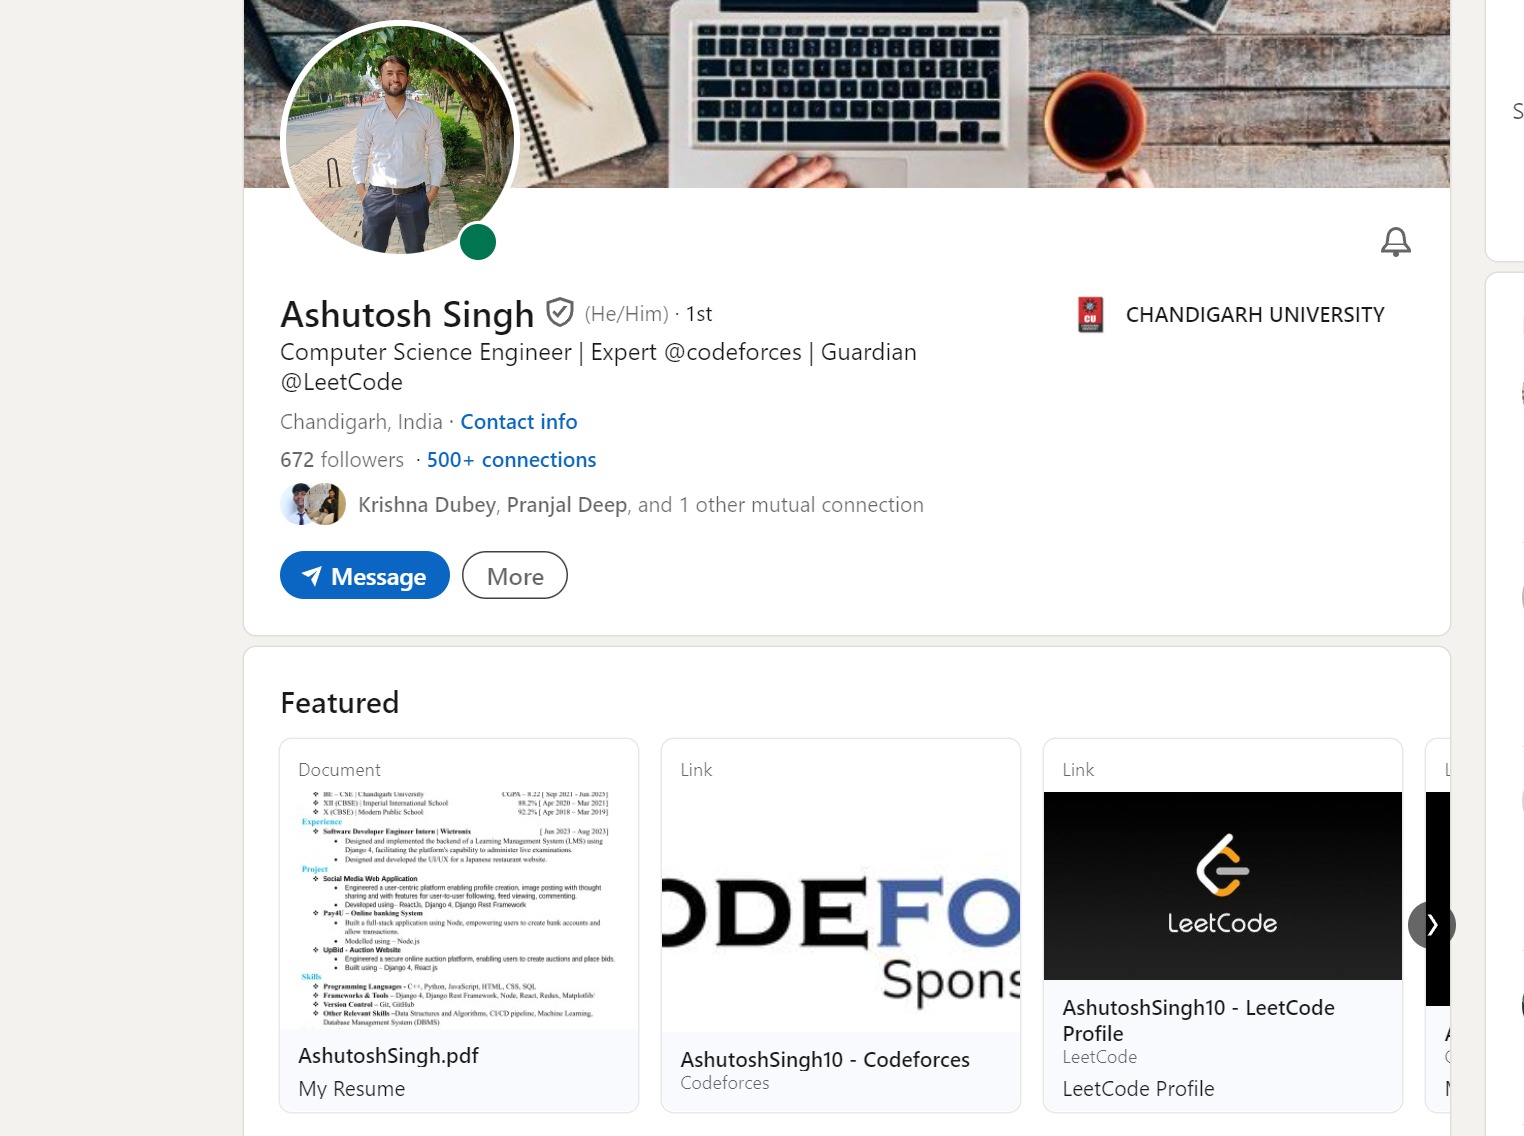 Ashutosh Singh (He/Him) · 1st
CHANDIGARH UNIVERSITY
Computer Science Engineer | Expert @codeforces | Guardian
@LeetCode
Chandigarh, India · Contact info
672 followers · 500+ connections
Krishna Dubey, Pranjal Deep, and 1 other mutual connection
Message
More
Featured
Document
BE – CSE | Chandigarh University CGPA – 8.22 [ Sep 2021 - Jun 2025]
XII (CBSE) | Imperial International School 88.2% [ Apr 2020 – Mar 2021]
X (CBSE) | Modern Public School 92.2% [ Apr 2018 – Mar 2019]
Experience
Software Developer Engineer Intern | Wictronix [ Jun 2023 – Aug 2023]
Designed and implemented the backend of a Learning Management System (LMS) using
Django 4, facilitating the platform's capability to administer live examinations.
Designed and developed the UI/UX for a Japanese restaurant website.
Project
Social Media Web Application
Engineered a user-centric platform enabling profile creation, image posting with thought
sharing and with features for user-to-user following, feed viewing, commenting.
Developed using– ReactJs, Django 4, Django Rest Framework
Pay4U – Online banking System
Built a full-stack application using Node, empowering users to create bank accounts and
allow transactions.
Modelled using – Node.js
UpBid - Auction Website
Engineered a secure online auction platform, enabling users to create auctions and place bids.
Built using – Django 4, React js
Skills
Programming Languages - C++, Python, JavaScript, HTML, CSS, SQL
Frameworks & Tools – Django 4, Django Rest Framework, Node, React, Redux, Matplotlib'
Version Control – Git, GitHub
Other Relevant Skills –Data Structures and Algorithms, CI/CD pipeline, Machine Learning,
Database Management System (DBMS)
AshutoshSingh.pdf
My Resume
Link
ODEFO
Spons
AshutoshSingh10 - Codeforces
Codeforces
Link
LeetCode
AshutoshSingh10 - LeetCode
Profile
LeetCode
LeetCode Profile